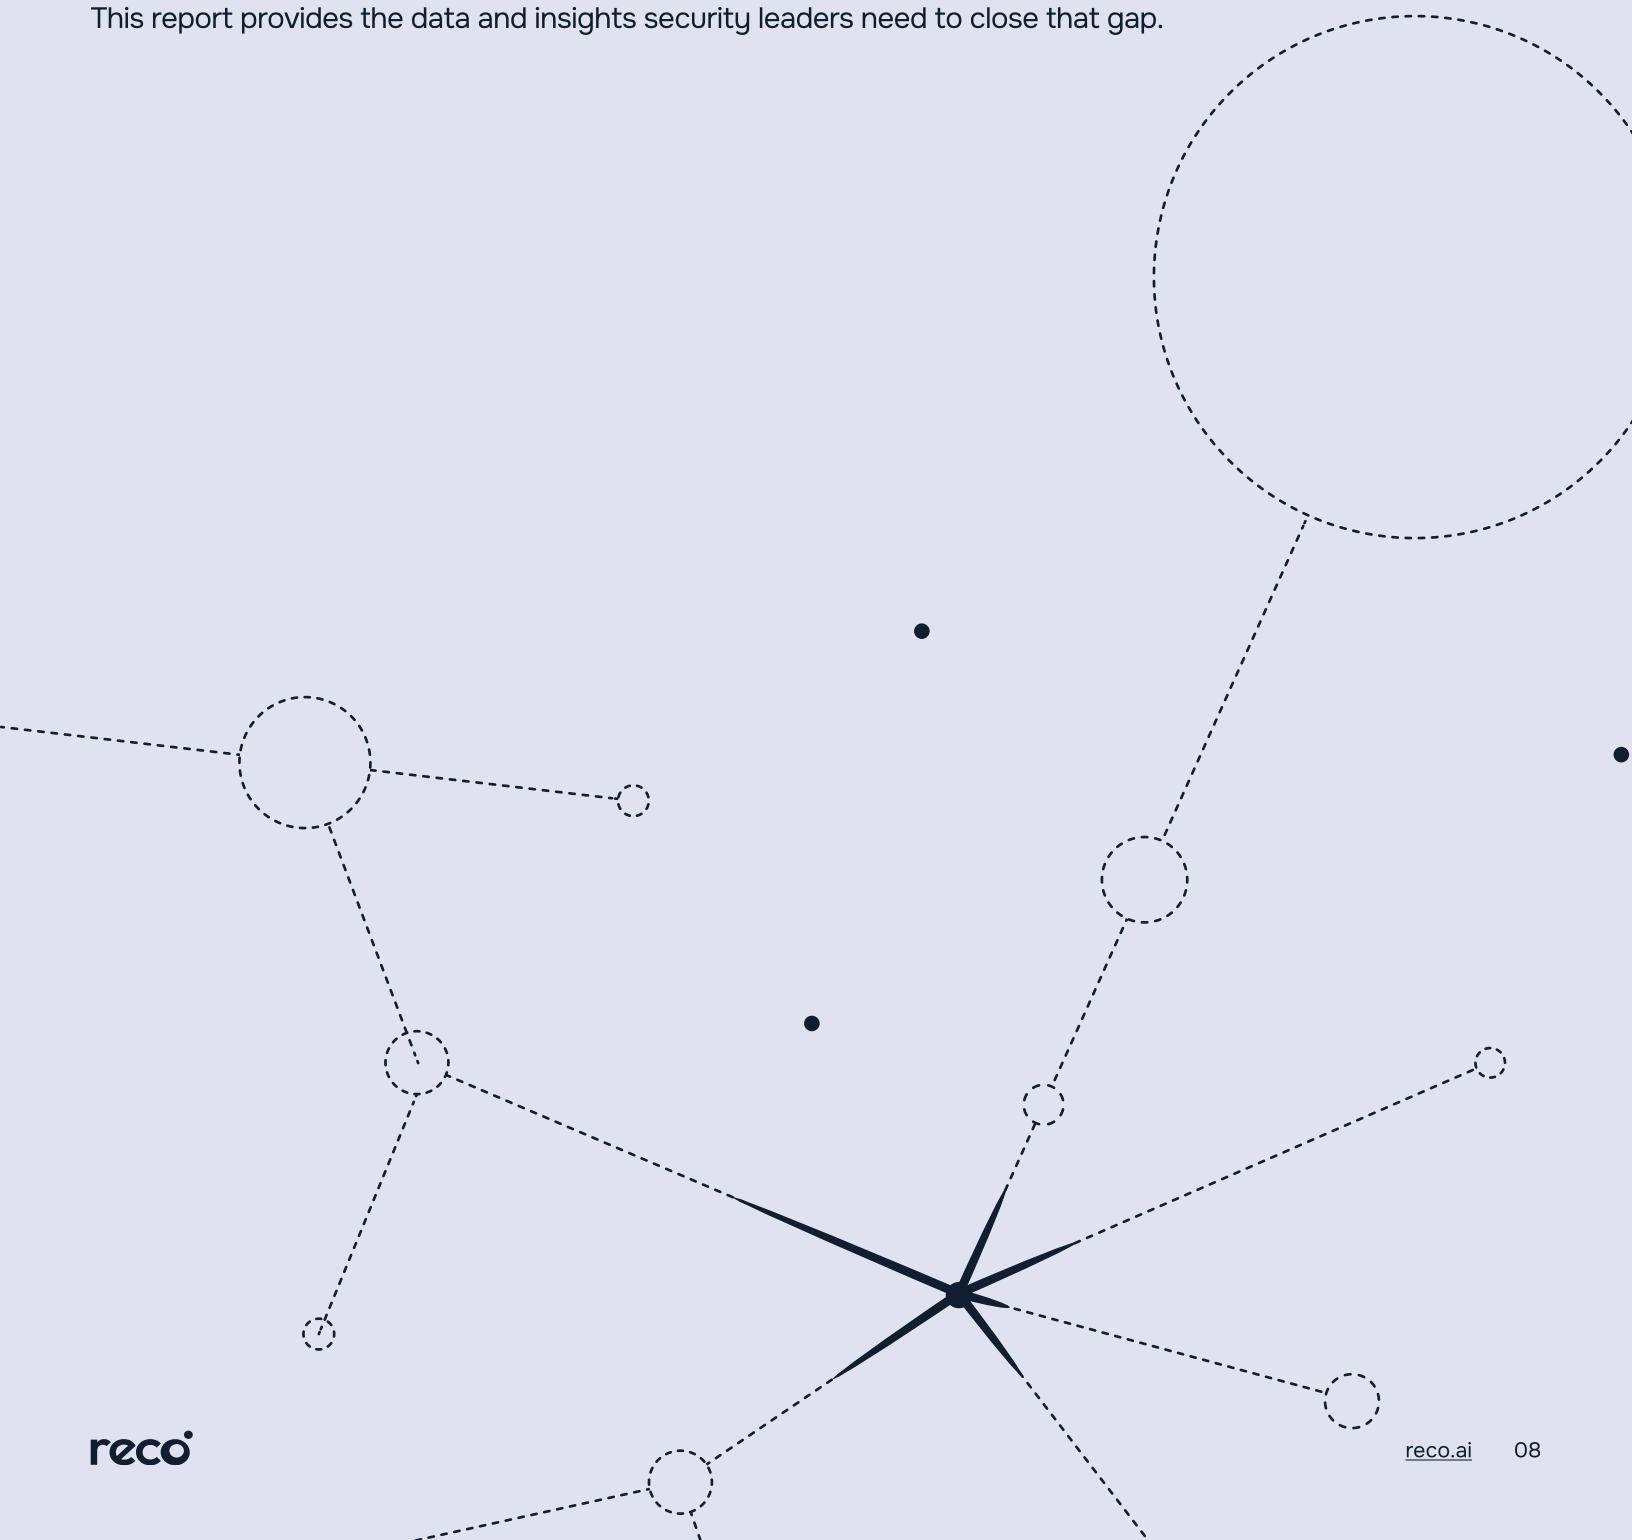 This report provides the data and insights security leaders need to close that gap.
reco
reco.ai 08